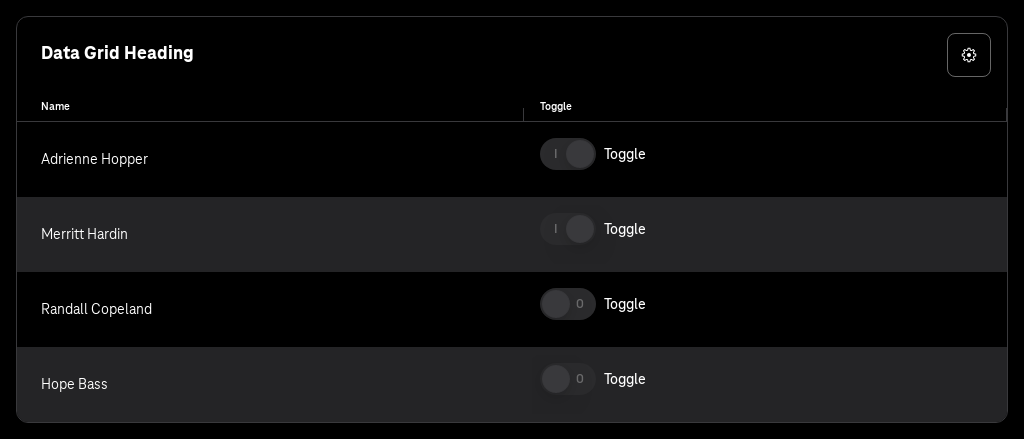 Data Grid Heading
Name Toggle
Adrienne Hopper I Toggle
Merritt Hardin I Toggle
Randall Copeland 0 Toggle
Hope Bass 0 Toggle